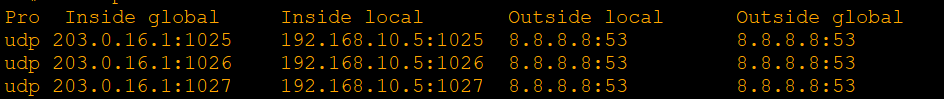 Pro Inside global Inside local Outside local Outside global
udp 203.0.16.1:1025 192.168.10.5:1025 8.8.8.8:53 8.8.8.8:53
udp 203.0.16.1:1026 192.168.10.5:1026 8.8.8.8:53 8.8.8.8:53
udp 203.0.16.1:1027 192.168.10.5:1027 8.8.8.8:53 8.8.8.8:53